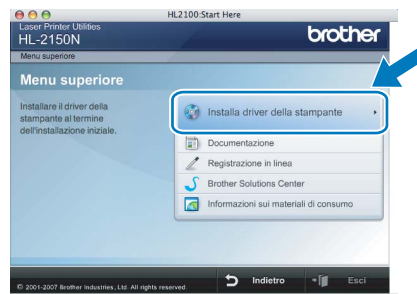 HL2100:Start Here
Laser Printer Utilities
HL-2150N
brother
Menu superiore
Menu superiore
Installare il driver della
stampante al termine
dell'installazione iniziale.
Installa driver della stampante
Documentazione
Registrazione in linea
Brother Solutions Center
Informazioni sui materiali di consumo
© 2001-2007 Brother Industries, Ltd. All rights reserved.
Indietro
Esci